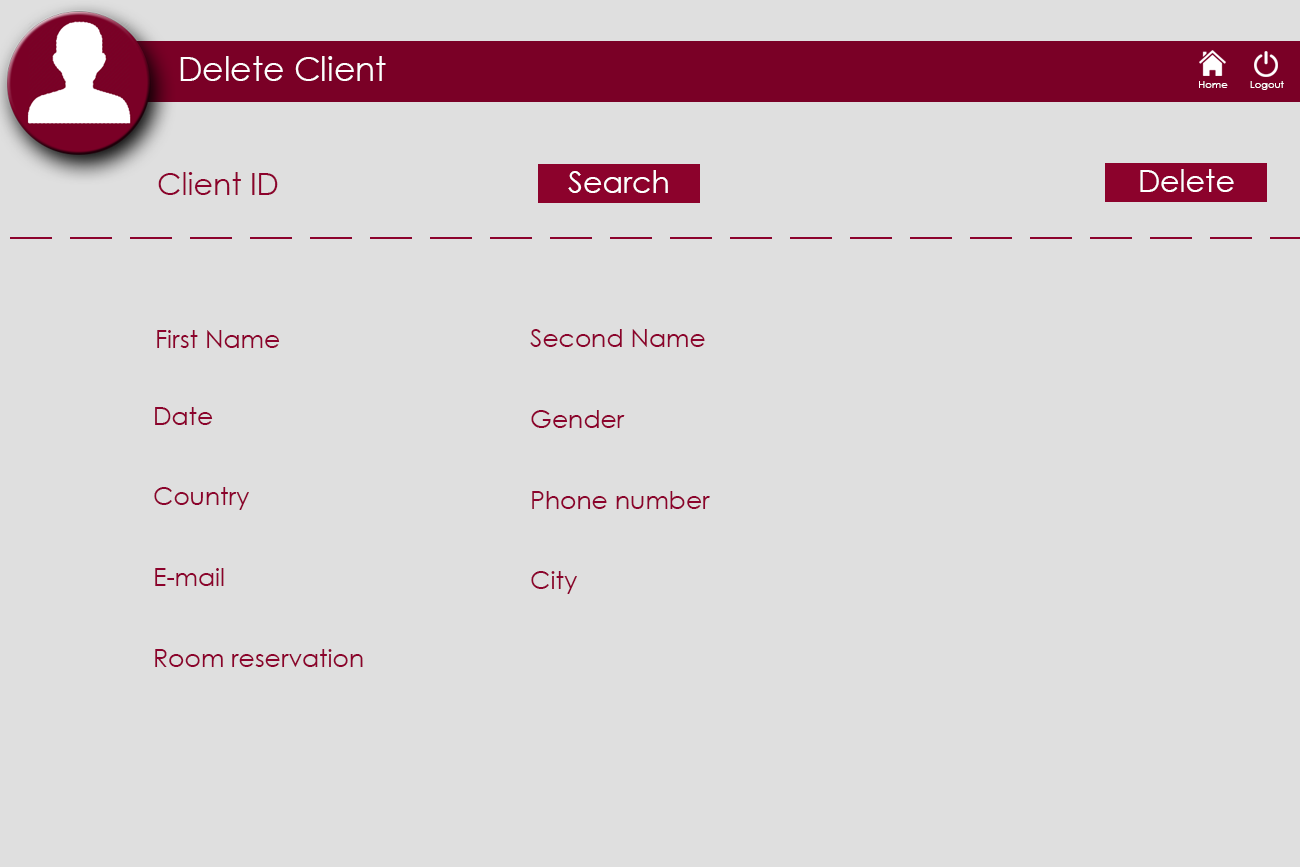 Delete Client
Home
Logout
Client ID
Search
Delete
First Name
Second Name
Date
Gender
Country
Phone number
E-mail
City
Room reservation